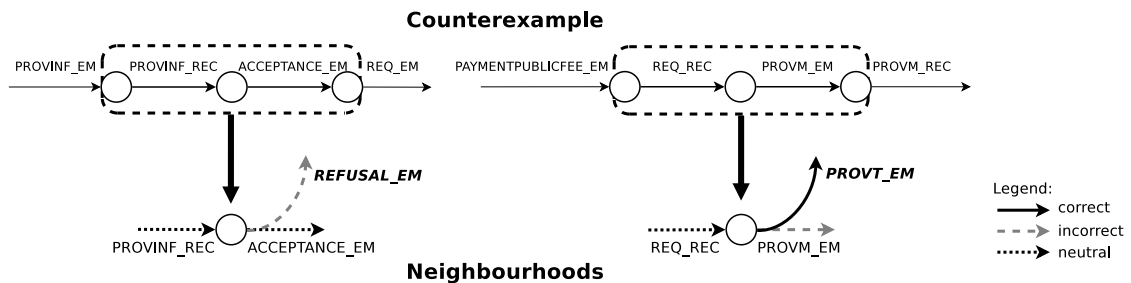 Counterexample
PROVINF_EM PROVINF_REC ACCEPTANCE_EM REQ_EM
PAYMENTPUBLICFEE_EM REQ_REC PROVM_EM PROVM_REC
REFUSAL_EM
PROVT_EM
PROVINF_REC ACCEPTANCE_EM
REQ_REC PROVM_EM
Legend:
correct
incorrect
neutral
Neighbourhoods